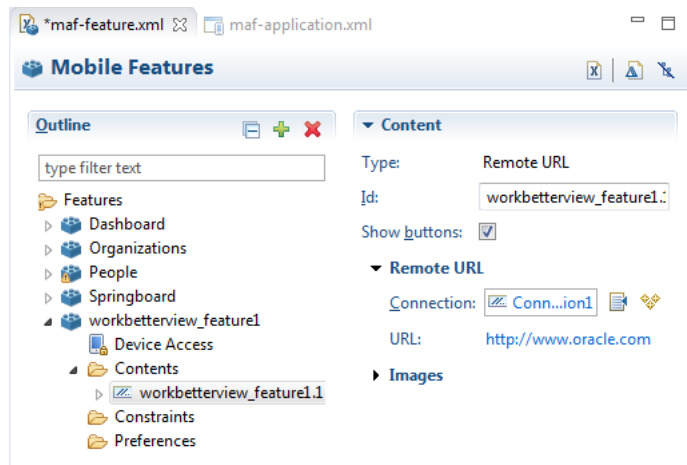 *maf-feature.xml
maf-application.xml
Mobile Features
Outline
type filter text
Features
Dashboard
Organizations
People
Springboard
workbetterview_feature1
Device Access
Contents
workbetterview_feature1.1
Constraints
Preferences
Content
Type: Remote URL
Id: workbetterview_feature1.1
Show buttons:
Remote URL
Connection: Conn...ion1
URL: http://www.oracle.com
Images